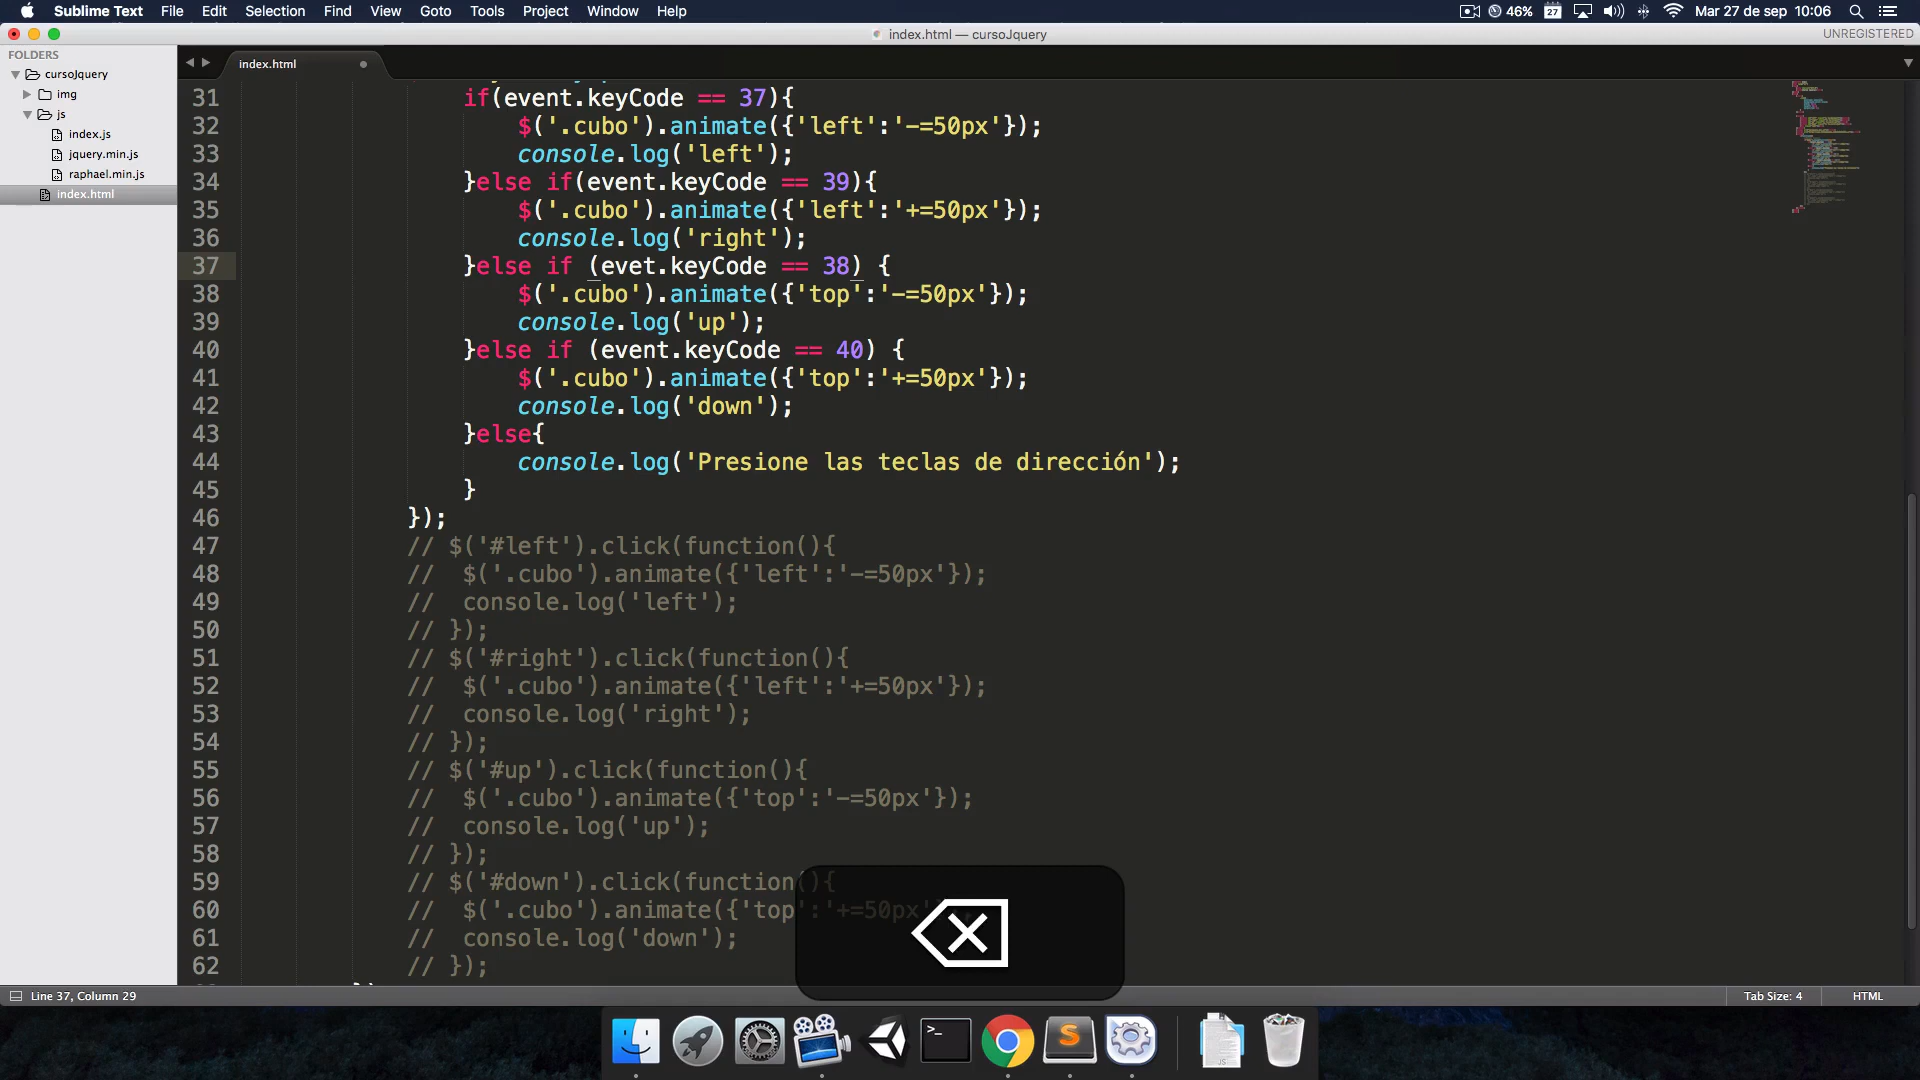 Sublime Text File Edit Selection Find View Goto Tools Project Window Help 46% 27 Mar 27 de sep 10:06
index.html — cursoJquery UNREGISTERED
FOLDERS
cursoJquery
img
js
index.js
jquery.min.js
raphael.min.js
index.html
index.html
31 if(event.keyCode == 37){
32 $('.cubo').animate({'left':'-=50px'});
33 console.log('left');
34 }else if(event.keyCode == 39){
35 $('.cubo').animate({'left':'+=50px'});
36 console.log('right');
37 }else if (evet.keyCode == 38) {
38 $('.cubo').animate({'top':'-=50px'});
39 console.log('up');
40 }else if (event.keyCode == 40) {
41 $('.cubo').animate({'top':'+=50px'});
42 console.log('down');
43 }else{
44 console.log('Presione las teclas de dirección');
45 }
46 });
47 // $('#left').click(function(){
48 // $('.cubo').animate({'left':'-=50px'});
49 // console.log('left');
50 // });
51 // $('#right').click(function(){
52 // $('.cubo').animate({'left':'+=50px'});
53 // console.log('right');
54 // });
55 // $('#up').click(function(){
56 // $('.cubo').animate({'top':'-=50px'});
57 // console.log('up');
58 // });
59 // $('#down').click(function(){
60 // $('.cubo').animate({'top':'+=50px'
61 // console.log('down');
62 // });
Line 37, Column 29 Tab Size: 4 HTML